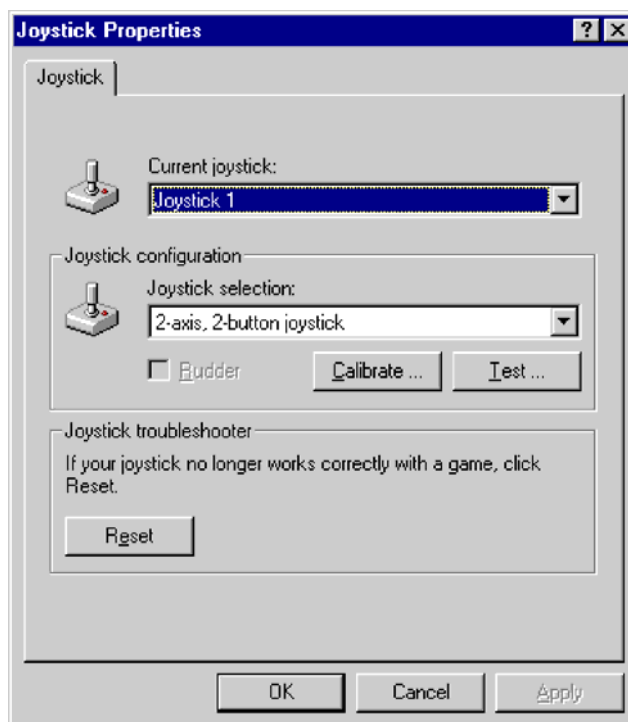 Joystick Properties
Joystick
Current joystick:
Joystick 1
Joystick configuration
Joystick selection:
2-axis, 2-button joystick
Rudder
Calibrate ...
Test ...
Joystick troubleshooter
If your joystick no longer works correctly with a game, click
Reset.
Reset
OK
Cancel
Apply